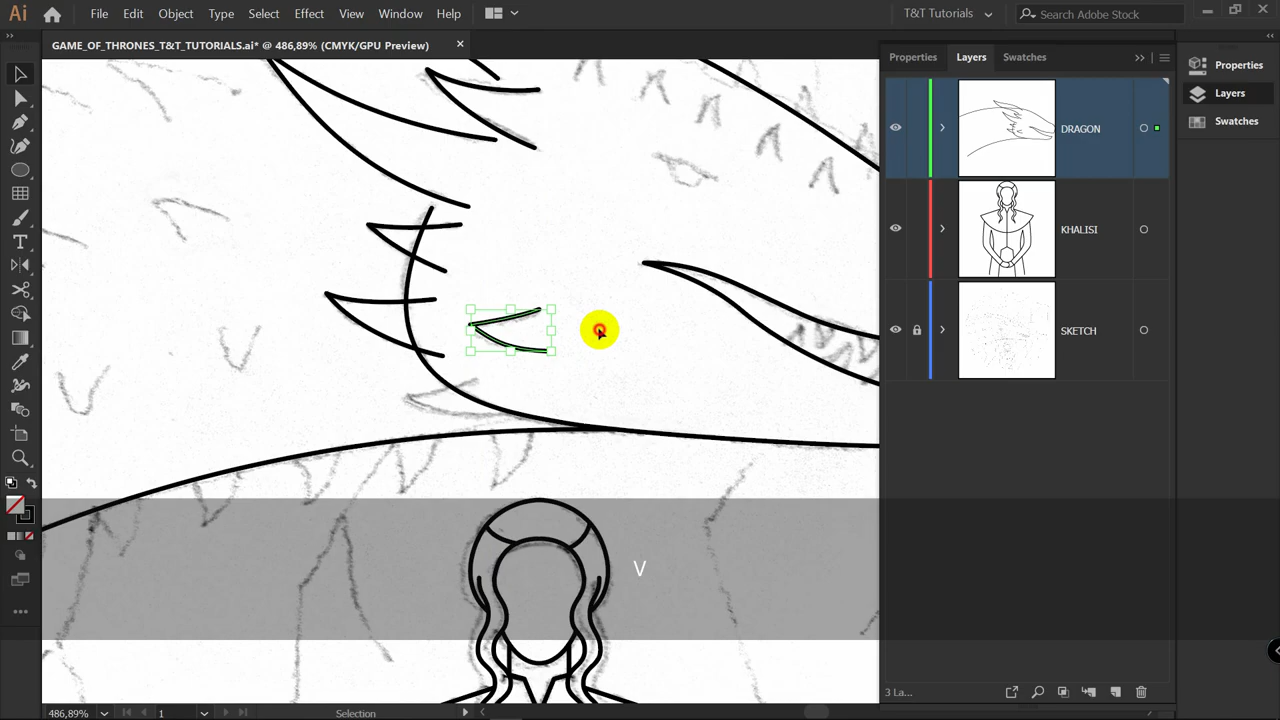 Ai File Edit Object Type Select Effect View Window Help T&T Tutorials Search Adobe Stock
GAME_OF_THRONES_T&T_TUTORIALS.ai* @ 486,89% (CMYK/GPU Preview) ×
Properties Layers Swatches
Properties
Layers
Swatches
DRAGON
KHALISI
SKETCH
V
3 La...
486,89% 1 Selection